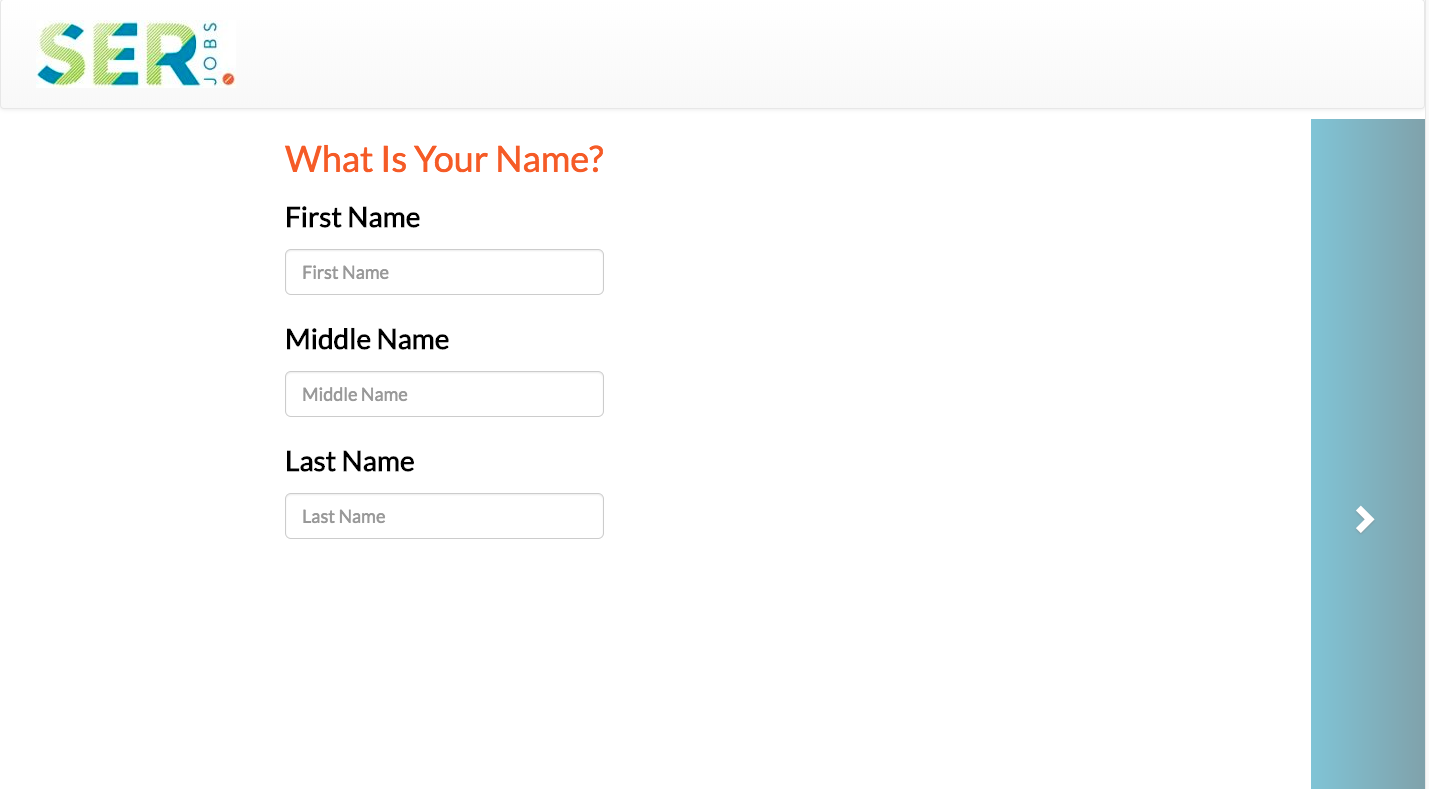 SER JOBS
What Is Your Name?
First Name
First Name
Middle Name
Middle Name
Last Name
Last Name